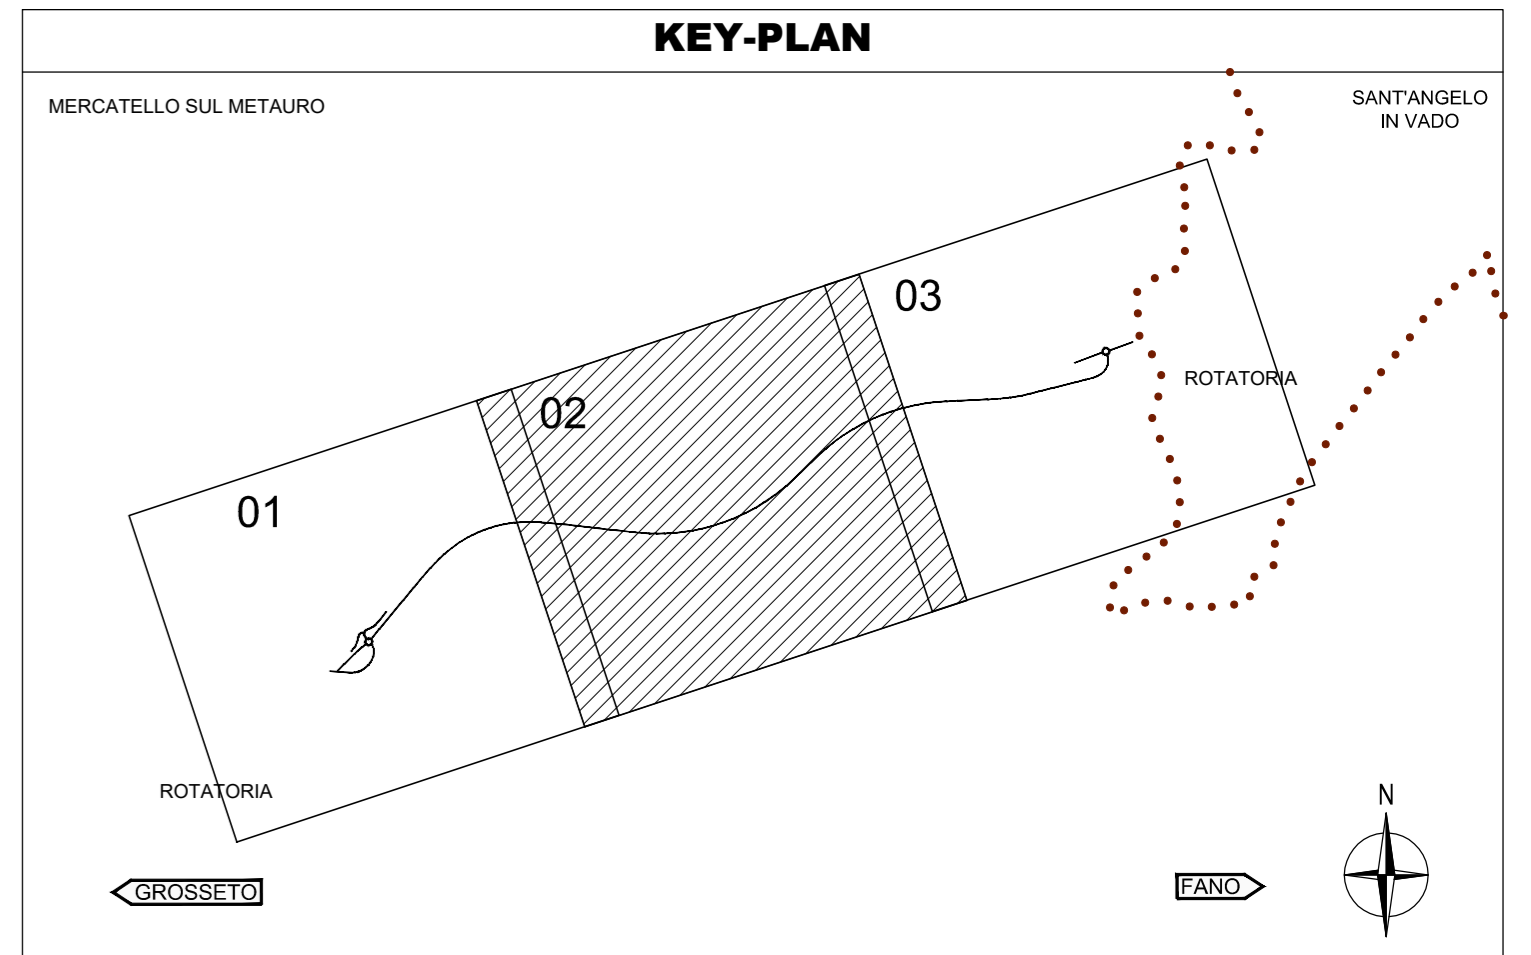 KEY-PLAN
MERCATELLO SUL METAURO
SANT'ANGELO
IN VADO
03
ROTATORIA
02
01
ROTATORIA
N
GROSSETO
FANO